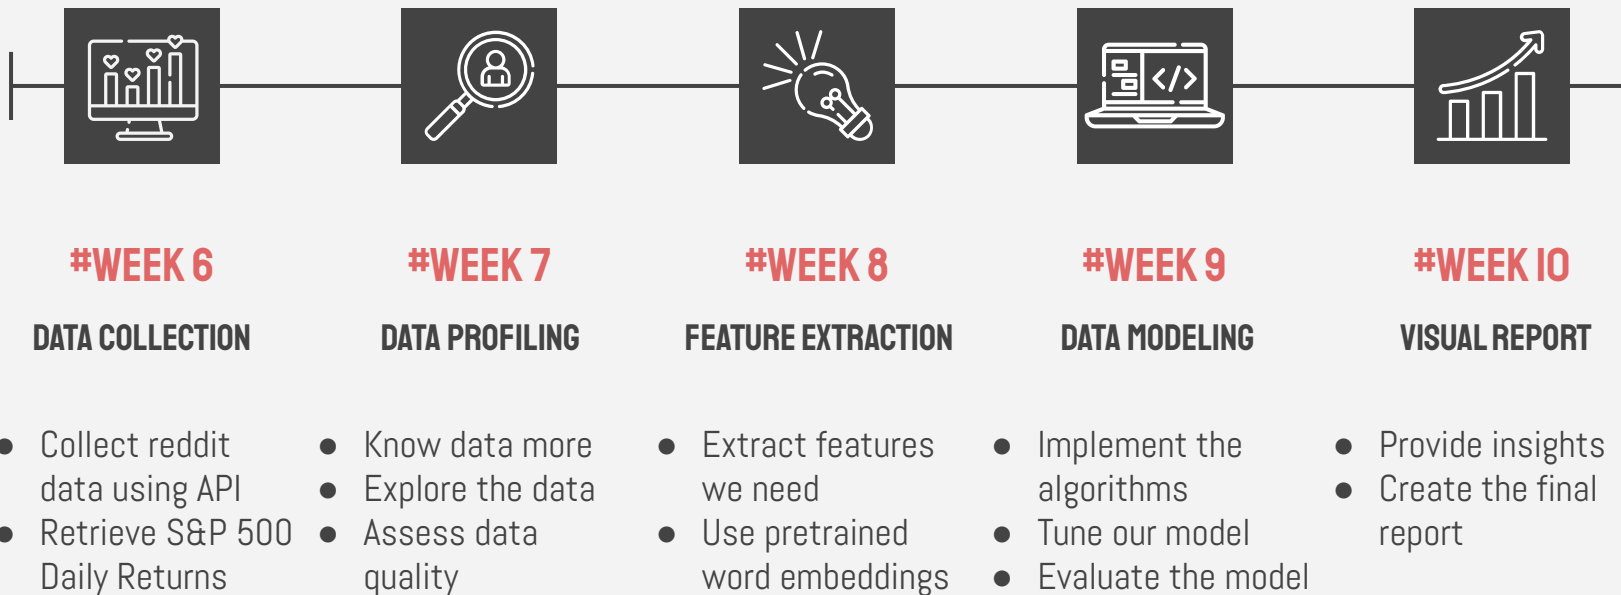 #WEEK 6
DATA COLLECTION
● Collect reddit
data using API
● Retrieve S&P 500
Daily Returns
#WEEK 7
DATA PROFILING
● Know data more
● Explore the data
● Assess data
quality
#WEEK 8
FEATURE EXTRACTION
● Extract features
we need
● Use pretrained
word embeddings
#WEEK 9
DATA MODELING
● Implement the
algorithms
● Tune our model
● Evaluate the model
#WEEK 10
VISUAL REPORT
● Provide insights
● Create the final
report